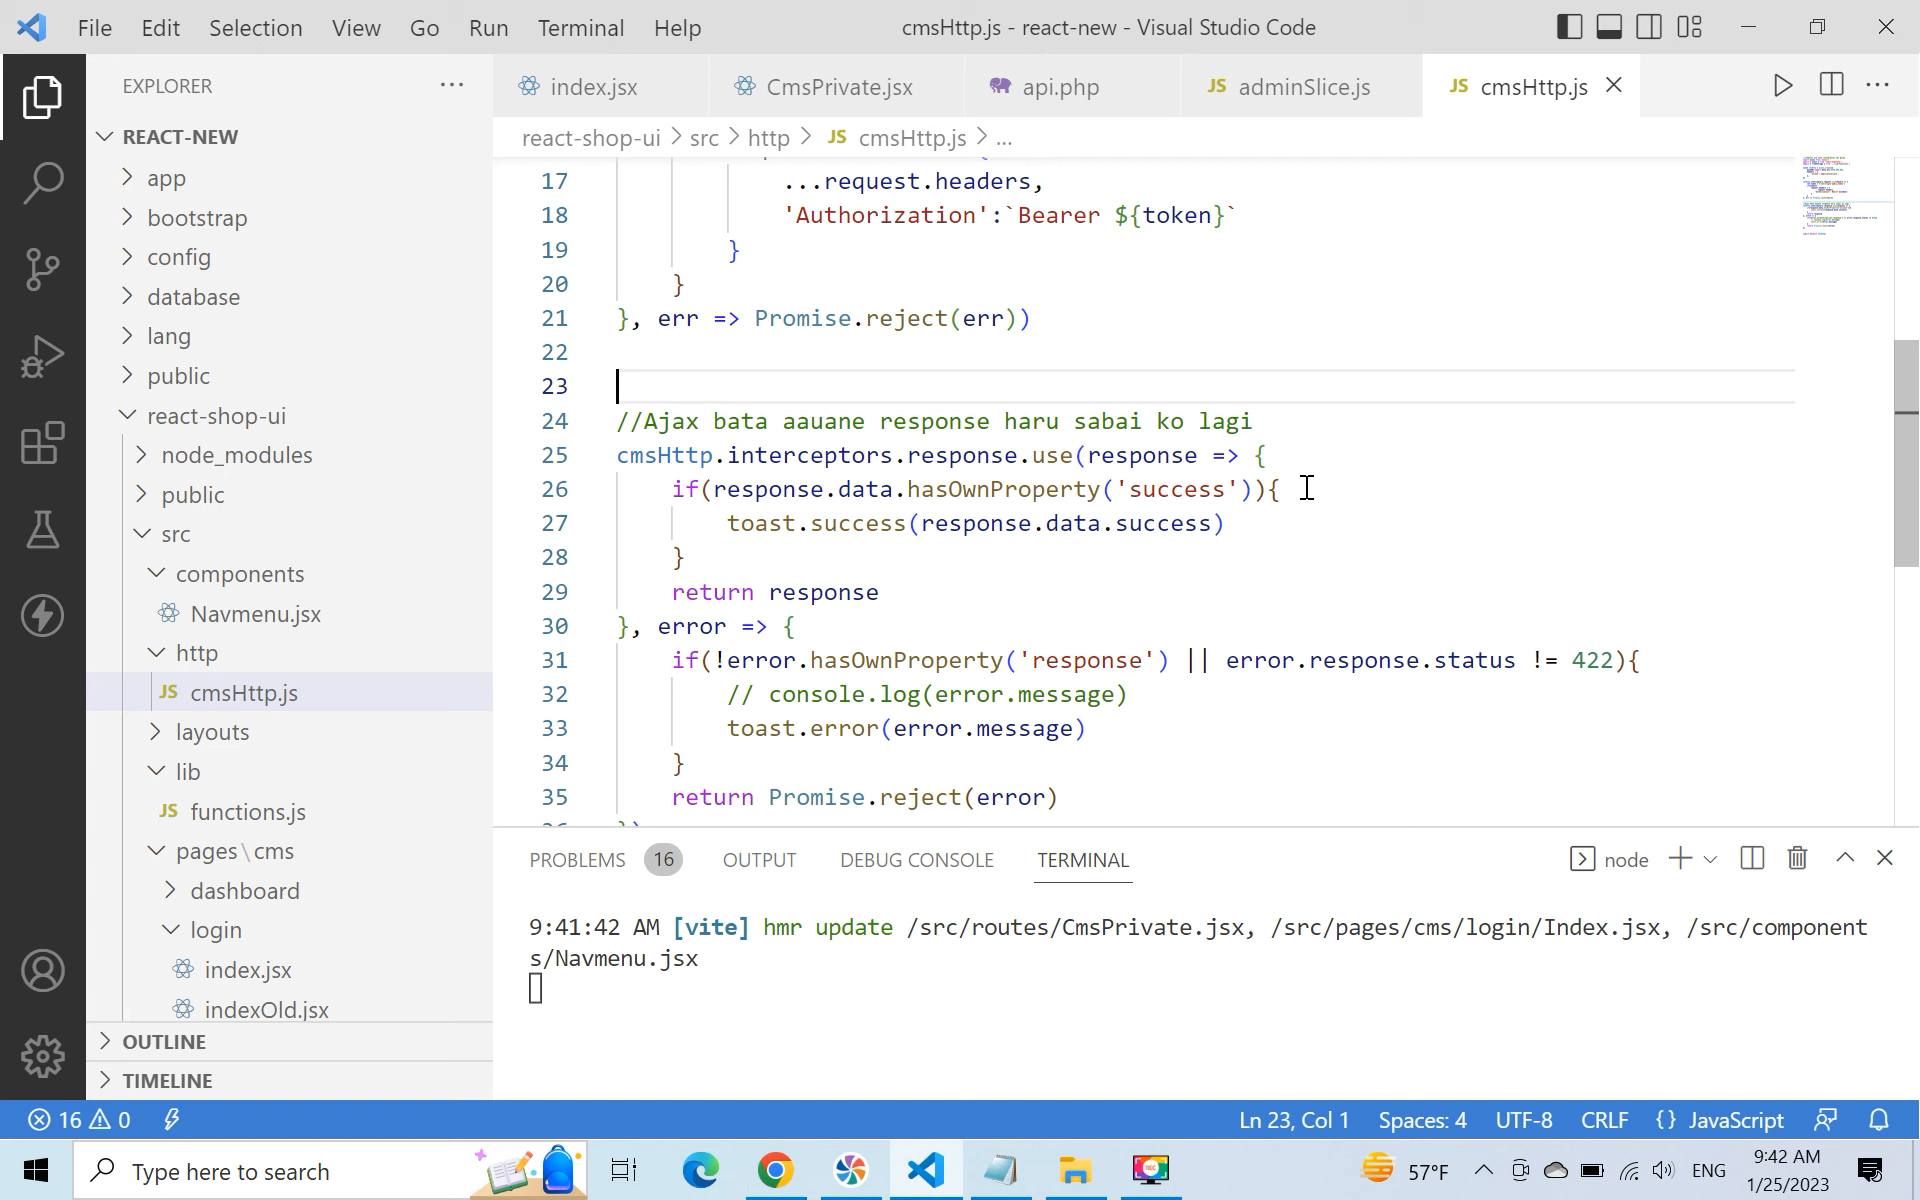 File Edit Selection View Go Run Terminal Help cmsHttp.js - react-new - Visual Studio Code
EXPLORER
REACT-NEW
app
bootstrap
config
database
lang
public
react-shop-ui
node_modules
public
src
components
Navmenu.jsx
http
JS cmsHttp.js
layouts
lib
JS functions.js
pages\cms
dashboard
login
index.jsx
indexOld.jsx
OUTLINE
TIMELINE
index.jsx CmsPrivate.jsx api.php JS adminSlice.js JS cmsHttp.js
react-shop-ui > src > http > JS cmsHttp.js > ...
17 ...request.headers,
18 'Authorization':`Bearer ${token}`
19 }
20 }
21 }, err => Promise.reject(err))
22
23
24 //Ajax bata aauane response haru sabai ko lagi
25 cmsHttp.interceptors.response.use(response => {
26 if(response.data.hasOwnProperty('success')){
27 toast.success(response.data.success)
28 }
29 return response
30 }, error => {
31 if(!error.hasOwnProperty('response') || error.response.status != 422){
32 // console.log(error.message)
33 toast.error(error.message)
34 }
35 return Promise.reject(error)
PROBLEMS 16 OUTPUT DEBUG CONSOLE TERMINAL node
9:41:42 AM [vite] hmr update /src/routes/CmsPrivate.jsx, /src/pages/cms/login/Index.jsx, /src/component
s/Navmenu.jsx
16 0 Ln 23, Col 1 Spaces: 4 UTF-8 CRLF {} JavaScript
Type here to search 57°F ENG 9:42 AM
1/25/2023